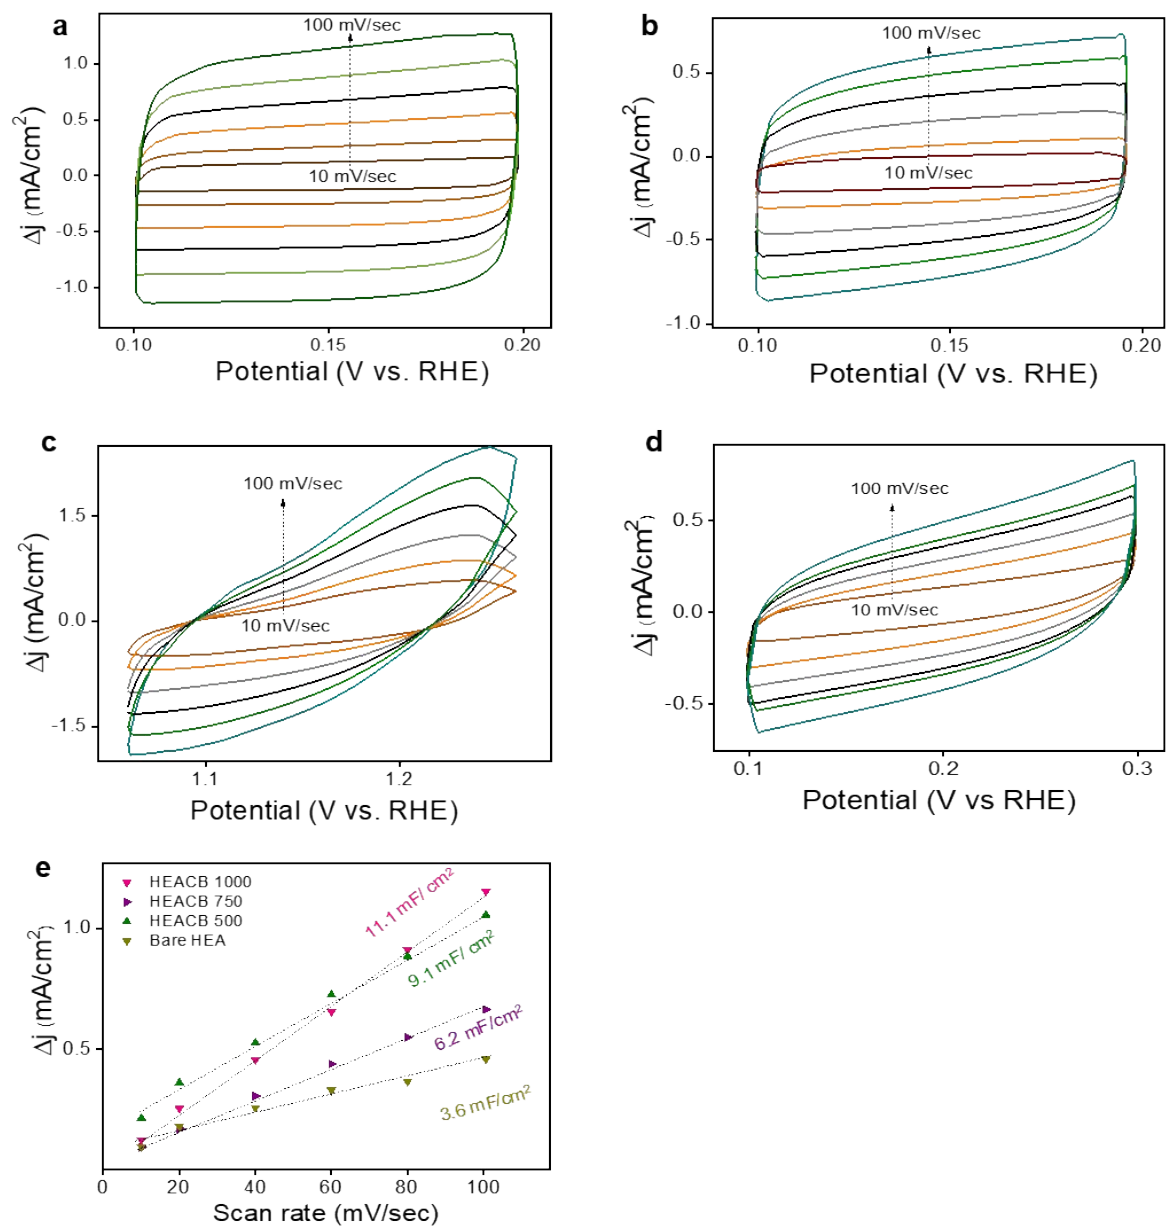 a
100 mV/sec
1.0
0.5
0.0
-0.5
-1.0
10 mV/sec
Δj (mA/cm²)
0.10 0.15 0.20
Potential (V vs. RHE)
b
100 mV/sec
0.5
0.0
-0.5
-1.0
10 mV/sec
Δj (mA/cm²)
0.10 0.15 0.20
Potential (V vs. RHE)
c
100 mV/sec
1.5
0.0
-1.5
10 mV/sec
Δj (mA/cm²)
1.1 1.2
Potential (V vs. RHE)
d
100 mV/sec
0.5
0.0
-0.5
10 mV/sec
Δj (mA/cm²)
0.1 0.2 0.3
Potential (V vs RHE)
e
HEACB 1000
HEACB 750
HEACB 500
Bare HEA
11.1 mF/ cm²
9.1 mF/ cm²
6.2 mF/cm²
3.6 mF/cm²
1.0
0.5
Δj (mA/cm²)
0 20 40 60 80 100
Scan rate (mV/sec)